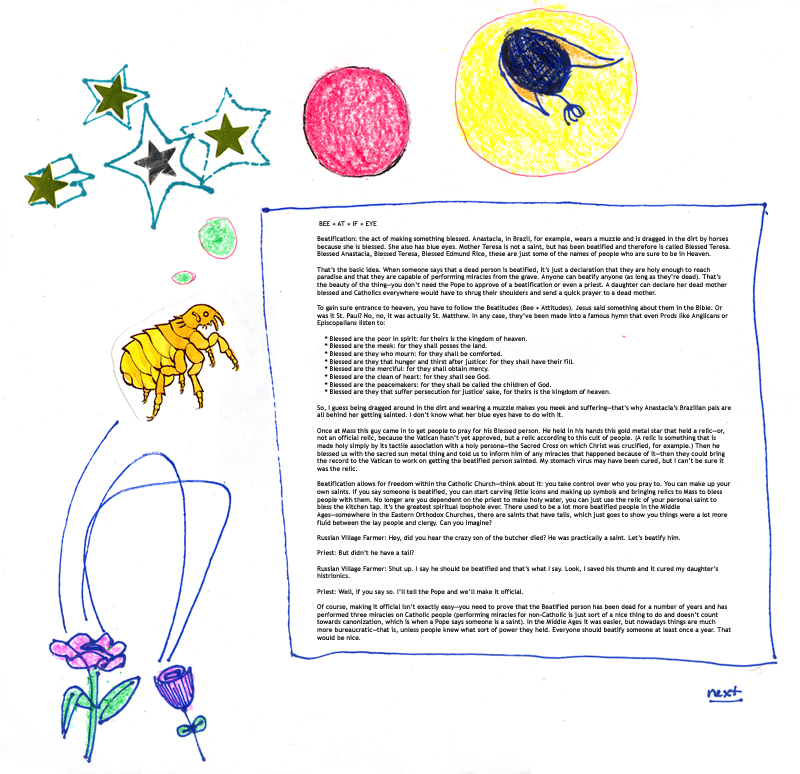 BEE + AT + IF + EYE
Beatification: the act of making something blessed. Anastacia, in Brazil, for example, wears a muzzle and is dragged in the dirt by horses
because she is blessed. She also has blue eyes. Mother Teresa is not a saint, but has been beatified and therefore is called Blessed Teresa.
Blessed Anastacia, Blessed Teresa, Blessed Edmund Rice, these are just some of the names of people who are sure to be in Heaven.
That's the basic idea. When someone says that a dead person is beatified, it's just a declaration that they are holy enough to reach
paradise and that they are capable of performing miracles from the grave. Anyone can beatify anyone (as long as they're dead). That's
the beauty of the thing—you don't need the Pope to approve of a beatification or even a priest. A daughter can declare her dead mother
blessed and Catholics everywhere would have to shrug their shoulders and send a quick prayer to a dead mother.
To gain sure entrance to heaven, you have to follow the Beatitudes (Bee + Attitudes). Jesus said something about them in the Bible. Or
was it St. Paul? No, no, it was actually St. Matthew. In any case, they've been made into a famous hymn that even Prods like Anglicans or
Episcopalians listen to:
* Blessed are the poor in spirit: for theirs is the kingdom of heaven.
* Blessed are the meek: for they shall posses the land.
* Blessed are they who mourn: for they shall be comforted.
* Blessed are they that hunger and thirst after justice: for they shall have their fill.
* Blessed are the merciful: for they shall obtain mercy.
* Blessed are the clean of heart: for they shall see God.
* Blessed are the peacemakers: for they shall be called the children of God.
* Blessed are they that suffer persecution for justice' sake, for theirs is the kingdom of heaven.
So, I guess being dragged around in the dirt and wearing a muzzle makes you meek and suffering—that's why Anastacia's Brazilian pals are
all behind her getting sainted. I don't know what her blue eyes have to do with it.
Once at Mass this guy came in to get people to pray for his Blessed person. He held in his hands this gold metal star that held a relic—or,
not an official relic, because the Vatican hasn't yet approved, but a relic according to this cult of people. (A relic is something that is
made holy simply by its tactile association with a holy persona—the Sacred Cross on which Christ was crucified, for example.) Then he
blessed us with the sacred sun metal thing and told us to inform him of any miracles that happened because of it—then they could bring
the record to the Vatican to work on getting the beatified person sainted. My stomach virus may have been cured, but I can't be sure it
was the relic.
Beatification allows for freedom within the Catholic Church—think about it: you take control over who you pray to. You can make up your
own saints. If you say someone is beatified, you can start carving little icons and making up symbols and bringing relics to Mass to bless
people with them. No longer are you dependent on the priest to make holy water, you can just use the relic of your personal saint to
bless the kitchen tap. It's the greatest spiritual loophole ever. There used to be a lot more beatified people in the Middle
Ages—somewhere in the Eastern Orthodox Churches, there are saints that have tails, which just goes to show you things were a lot more
fluid between the lay people and clergy. Can you imagine?
Russian Village Farmer: Hey, did you hear the crazy son of the butcher died? He was practically a saint. Let's beatify him.
Priest: But didn't he have a tail?
Russian Village Farmer: Shut up. I say he should be beatified and that's what I say. Look, I saved his thumb and it cured my daughter's
histrionics.
Priest: Well, if you say so. I'll tell the Pope and we'll make it official.
Of course, making it official isn't exactly easy—you need to prove that the Beatified person has been dead for a number of years and has
performed three miracles on Catholic people (performing miracles for non-Catholic is just sort of a nice thing to do and doesn't count
towards canonization, which is when a Pope says someone is a saint). In the Middle Ages it was easier, but nowadays things are much
more bureaucratic—that is, unless people knew what sort of power they held. Everyone should beatify someone at least once a year. That
would be nice.
next